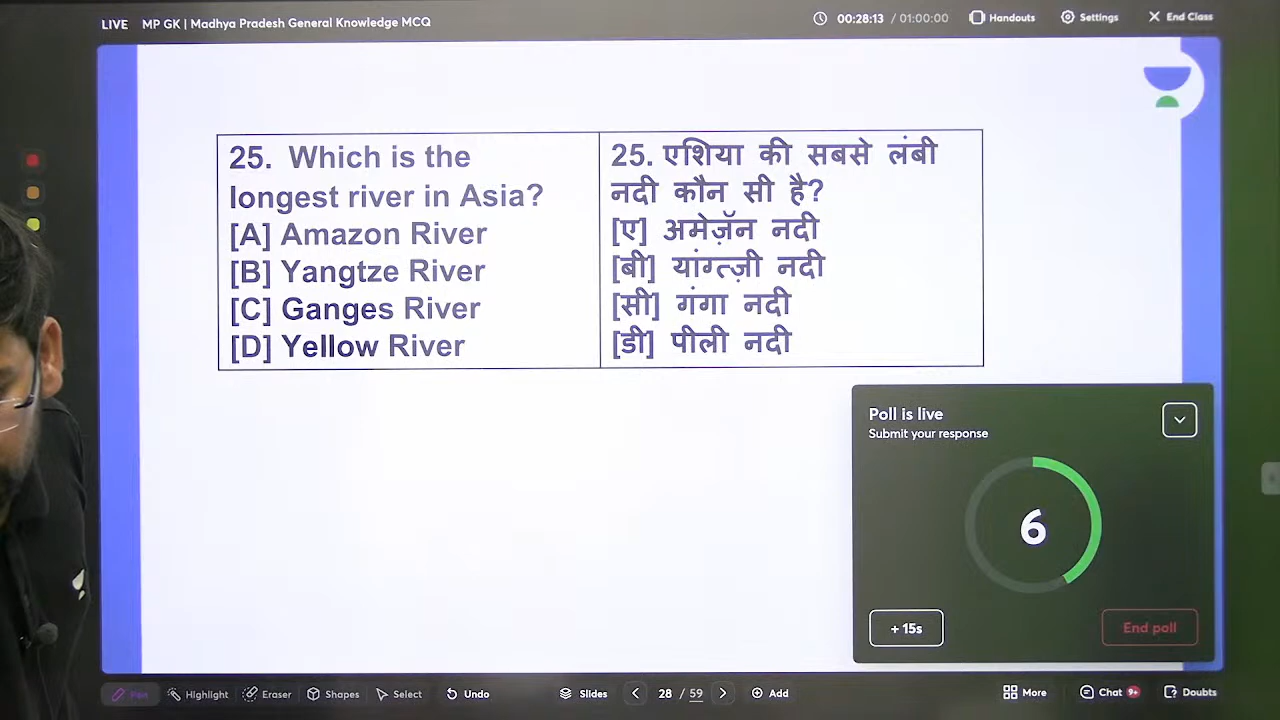 LIVE MP GK | Madhya Pradesh General Knowledge MCQ
00:28:13 / 01:00:00
Handouts
Settings
End Class
25. Which is the
longest river in Asia?
[A] Amazon River
[B] Yangtze River
[C] Ganges River
[D] Yellow River
25. एशिया की सबसे लंबी
नदी कौन सी है?
[ए] अमेज़ॅन नदी
[बी] यांग्त्ज़ी नदी
[सी] गंगा नदी
[डी] पीली नदी
Poll is live
Submit your response
6
+ 15s
End poll
Pen
Highlight
Eraser
Shapes
Select
Undo
Slides
28 / 59
Add
More
Chat 9+
Doubts